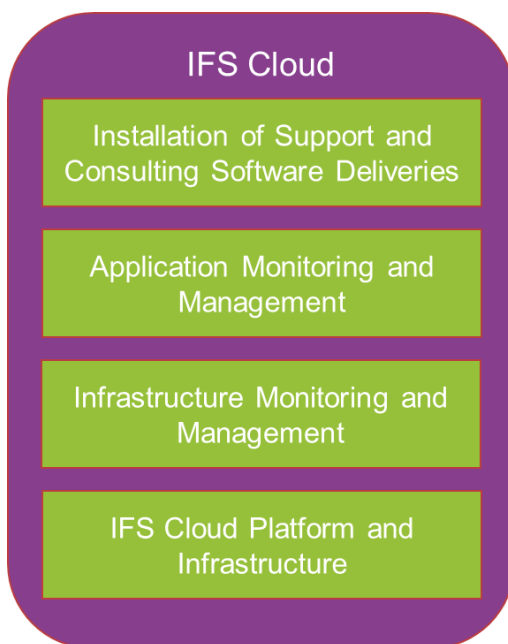 IFS Cloud
Installation of Support and
Consulting Software Deliveries
Application Monitoring and
Management
Infrastructure Monitoring and
Management
IFS Cloud Platform and
Infrastructure